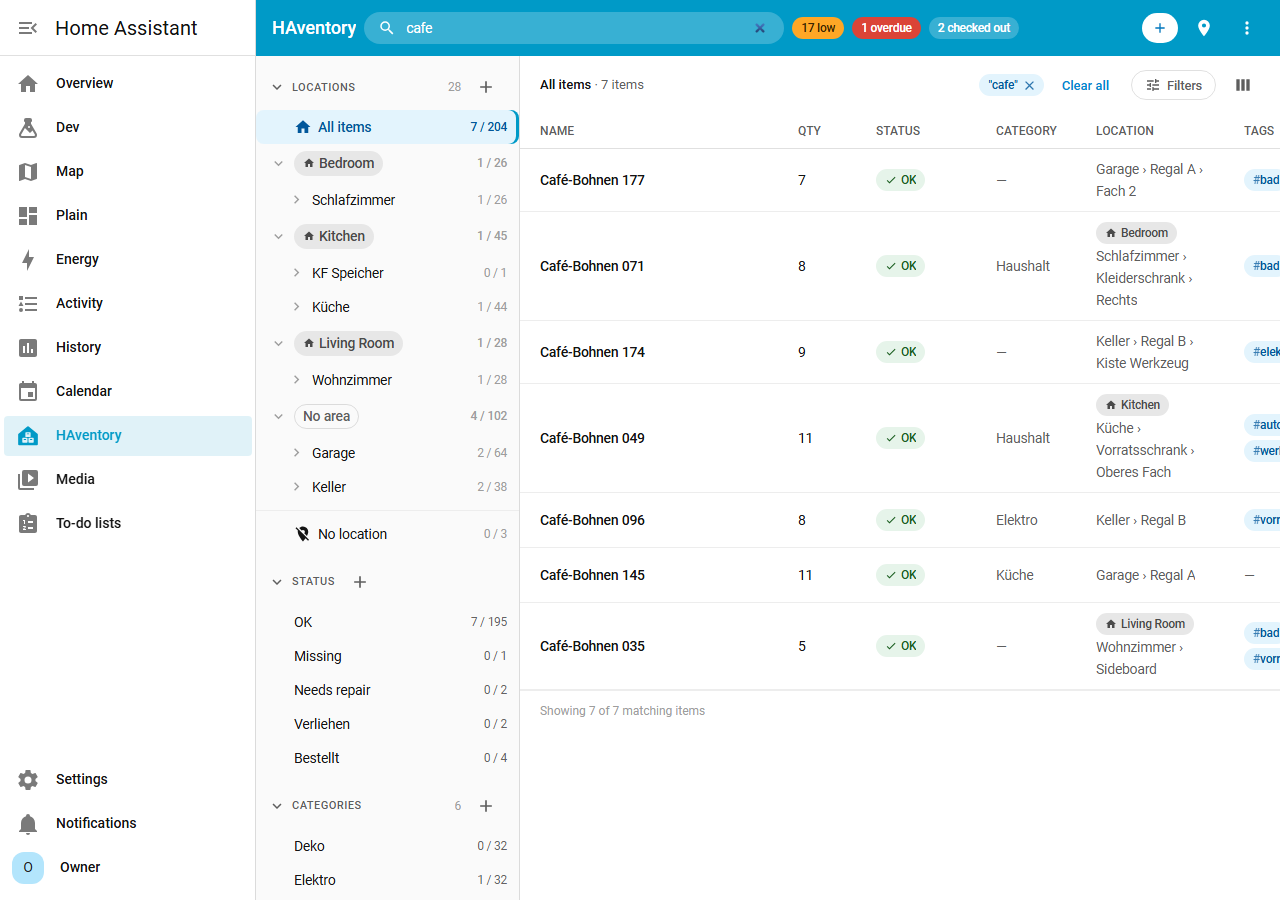 Home Assistant
Overview
Dev
Map
Plain
Energy
Activity
History
Calendar
HAventory
Media
To-do lists
Settings
Notifications
O
Owner
HAventory
cafe
17 low
1 overdue
2 checked out
LOCATIONS 28
All items 7 / 204
Bedroom 1 / 26
Schlafzimmer 1 / 26
Kitchen 1 / 45
KF Speicher 0 / 1
Küche 1 / 44
Living Room 1 / 28
Wohnzimmer 1 / 28
No area 4 / 102
Garage 2 / 64
Keller 2 / 38
No location 0 / 3
STATUS
OK 7 / 195
Missing 0 / 1
Needs repair 0 / 2
Verliehen 0 / 2
Bestellt 0 / 4
CATEGORIES 6
Deko 0 / 32
Elektro 1 / 32
All items · 7 items
"cafe"
Clear all
Filters
NAME QTY STATUS CATEGORY LOCATION TAGS
Café-Bohnen 177 7 OK — Garage › Regal A ›
Fach 2
#bad
Café-Bohnen 071 8 OK Haushalt
Bedroom
Schlafzimmer ›
Kleiderschrank ›
Rechts
#bad
Café-Bohnen 174 9 OK — Keller › Regal B ›
Kiste Werkzeug
#elek
Café-Bohnen 049 11 OK Haushalt
Kitchen
Küche ›
Vorratsschrank ›
Oberes Fach
#auto
#werl
Café-Bohnen 096 8 OK Elektro Keller › Regal B #vorr
Café-Bohnen 145 11 OK Küche Garage › Regal A —
Café-Bohnen 035 5 OK —
Living Room
Wohnzimmer ›
Sideboard
#bad
#vorr
Showing 7 of 7 matching items